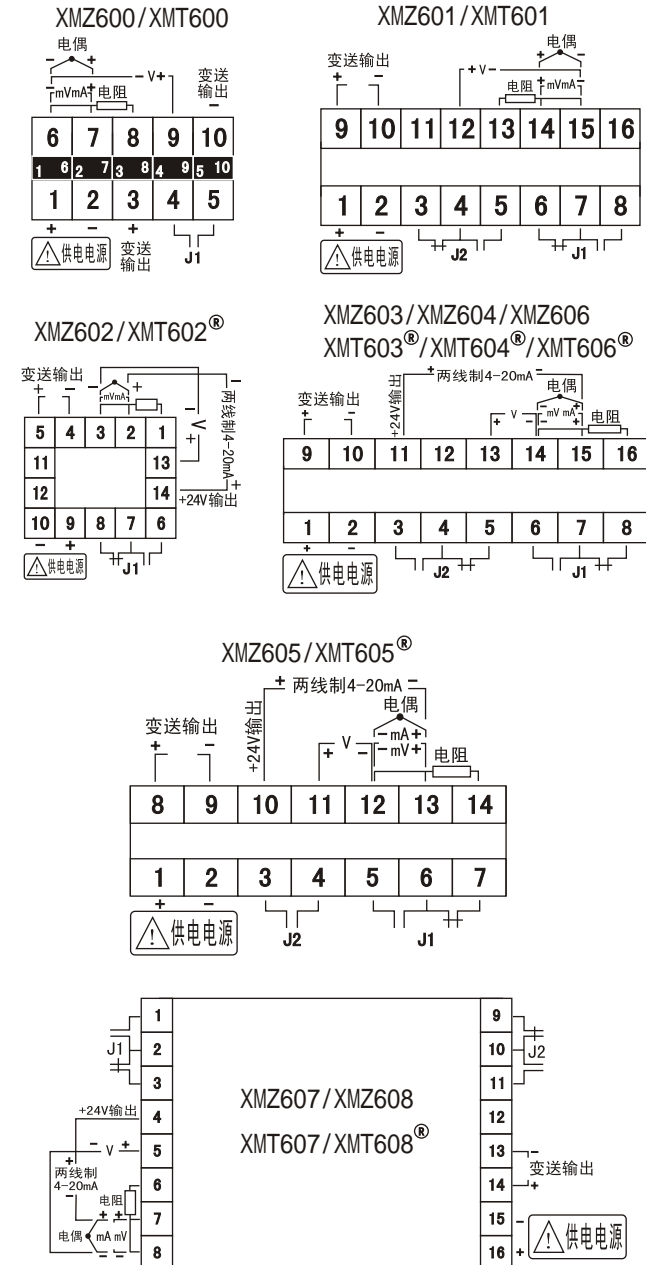 XMZ600/XMT600
电偶
- +
- V+
变送
输出
-
-mVmA+ 电阻
6 7 8 9 10
1 6 2 7 3 8 4 9 5 10
1 2 3 4 5
+ - +
供电电源
变送
输出
J1
XMZ601/XMT601
电偶
变送输出
+ -
+V-
+ -
电阻
+mVmA-
9 10 11 12 13 14 15 16
1 2 3 4 5 6 7 8
+ -
供电电源
J2
J1
XMZ602/XMT602®
变送输出
+ -
- +
mVmA
- V +
- 两线制4-20mA +
5 4 3 2 1
11 13
12 14
+24V输出
10 9 8 7 6
- +
供电电源
J1
XMZ603/XMZ604/XMZ606
XMT603®/XMT604®/XMT606®
+ 两线制4-20mA -
变送输出
+ -
+24V输出
电偶
+ V -
- mV mA +
- +
电阻
9 10 11 12 13 14 15 16
1 2 3 4 5 6 7 8
+ -
供电电源
J2
J1
XMZ605/XMT605®
+ 两线制4-20mA -
电偶
变送输出
+ -
+24V输出
+ V -
- mA +
- mV +
电阻
8 9 10 11 12 13 14
1 2 3 4 5 6 7
+ -
供电电源
J2
J1
XMZ607/XMZ608
XMT607/XMT608®
1
J1 2
3
+24V输出 4
- V + 5
+
两线制
4-20mA
-
6
电阻
+ +
7
电偶 mA mV
- -
8
9
10 J2
11
12
13 -
变送输出
14 +
15 -
供电电源
16 +